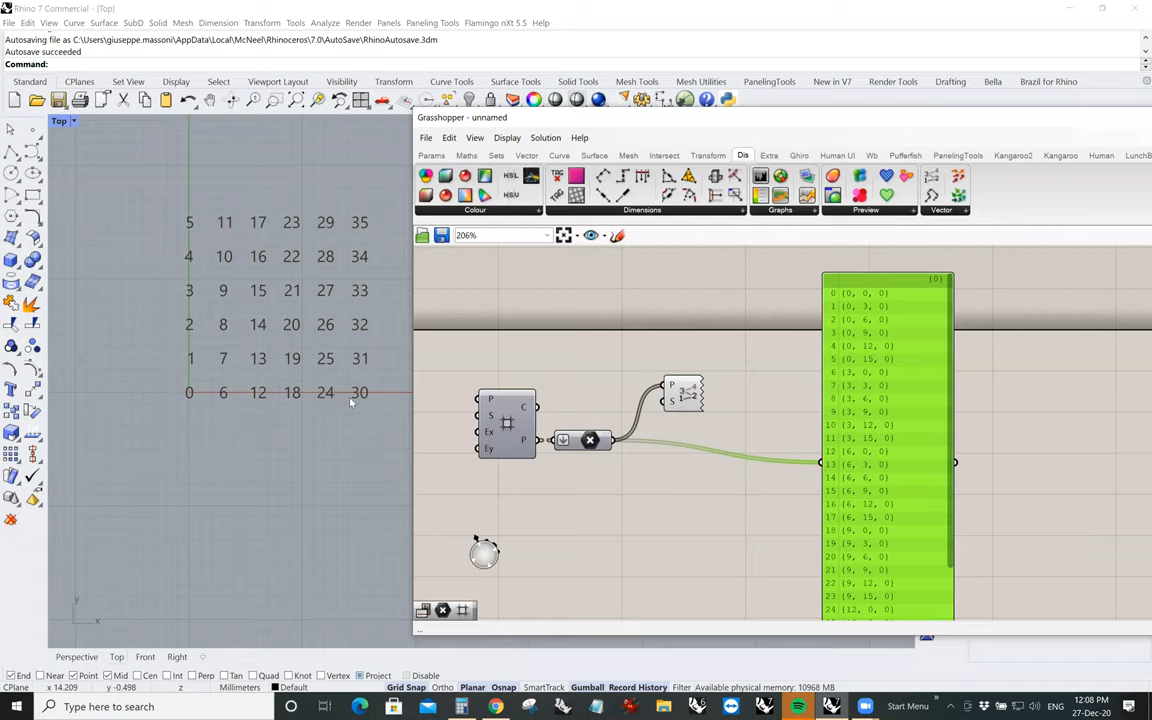 Rhino 7 Commercial - [Top]
File Edit View Curve Surface SubD Solid Mesh Dimension Transform Tools Analyze Render Panels Paneling Tools Flamingo nXt 5.5 Help
Autosaving file as C:\Users\giuseppe.massoni\AppData\Local\McNeel\Rhinoceros\7.0\AutoSave\RhinoAutosave.3dm
Autosave succeeded
Command:
Standard CPlanes Set View Display Select Viewport Layout Visibility Transform Curve Tools Surface Tools Solid Tools Mesh Tools Mesh Utilities PanelingTools New in V7 Render Tools Drafting Bella Brazil for Rhino
Top
Grasshopper - unnamed
File Edit View Display Solution Help
Params Maths Sets Vector Curve Surface Mesh Intersect Transform Dis Extra Ghiro Human UI Wb Pufferfish PanelingTools Kangaroo2 Kangaroo Human LunchB
HSL TAG
HSV TAG
Colour Dimensions Graphs Preview Vector
206%
5 11 17 23 29 35
4 10 16 22 28 34
3 9 15 21 27 33
2 8 14 20 26 32
1 7 13 19 25 31
0 6 12 18 24 30
P
S
Ex
Ey
C
P
P
S
3 4
1 2
{0}
0 {0, 0, 0}
1 {0, 3, 0}
2 {0, 6, 0}
3 {0, 9, 0}
4 {0, 12, 0}
5 {0, 15, 0}
6 {3, 0, 0}
7 {3, 3, 0}
8 {3, 6, 0}
9 {3, 9, 0}
10 {3, 12, 0}
11 {3, 15, 0}
12 {6, 0, 0}
13 {6, 3, 0}
14 {6, 6, 0}
15 {6, 9, 0}
16 {6, 12, 0}
17 {6, 15, 0}
18 {9, 0, 0}
19 {9, 3, 0}
20 {9, 6, 0}
21 {9, 9, 0}
22 {9, 12, 0}
23 {9, 15, 0}
24 {12, 0, 0}
...
y
x
Perspective Top Front Right
End Near Point Mid Cen Int Perp Tan Quad Knot Vertex Project Disable
CPlane x 14.209 y -0.498 z Millimeters Default Grid Snap Ortho Planar Osnap SmartTrack Gumball Record History Filter Available physical memory: 10968 MB
Type here to search
Start Menu
12:08 PM
27-Dec-20